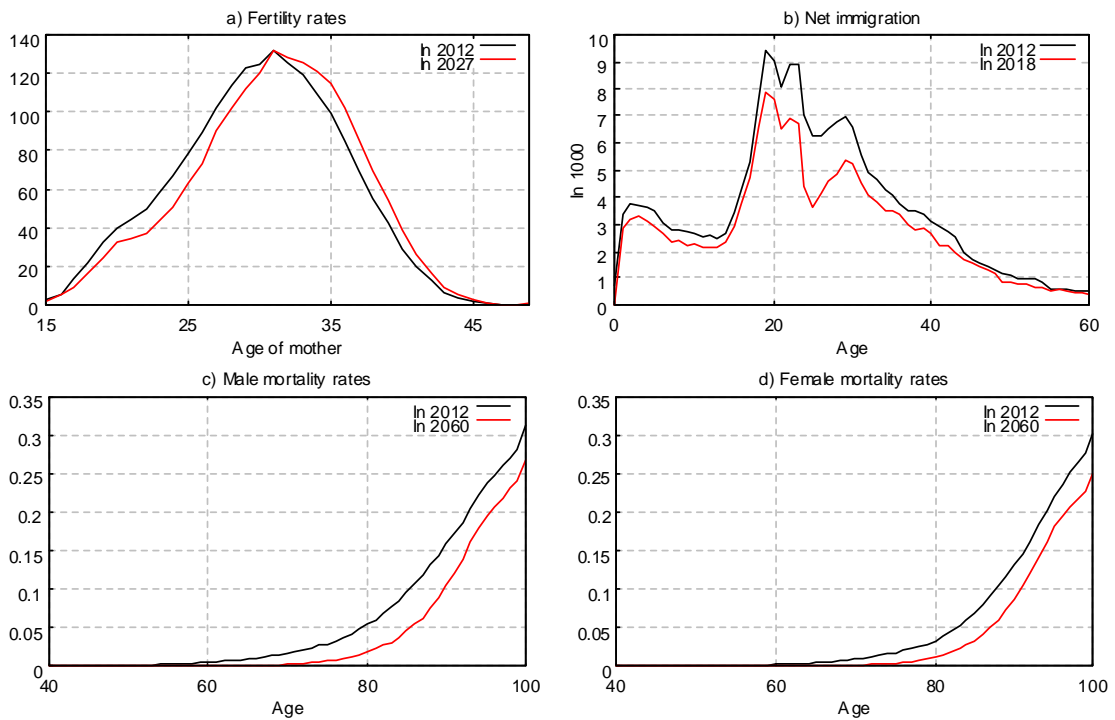 a) Fertility rates
140
120
100
80
60
40
20
0
In 2012
In 2027
15 25 35 45
Age of mother
b) Net immigration
In 1000
10
9
8
7
6
5
4
3
2
1
0
In 2012
In 2018
0 20 40 60
Age
c) Male mortality rates
0.35
0.3
0.25
0.2
0.15
0.1
0.05
0
In 2012
In 2060
40 60 80 100
Age
d) Female mortality rates
0.35
0.3
0.25
0.2
0.15
0.1
0.05
0
In 2012
In 2060
40 60 80 100
Age